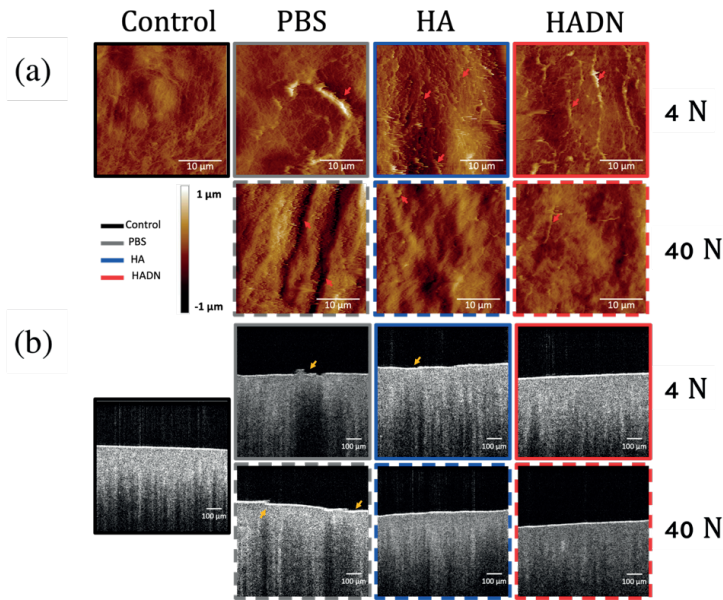 Control PBS HA HADN
(a)
4 N
10 µm 10 µm 10 µm 10 µm
1 µm
-1 µm
Control
PBS
HA
HADN
40 N
10 µm 10 µm 10 µm
(b)
4 N
100 µm 100 µm 100 µm
100 µm
40 N
100 µm 100 µm 100 µm